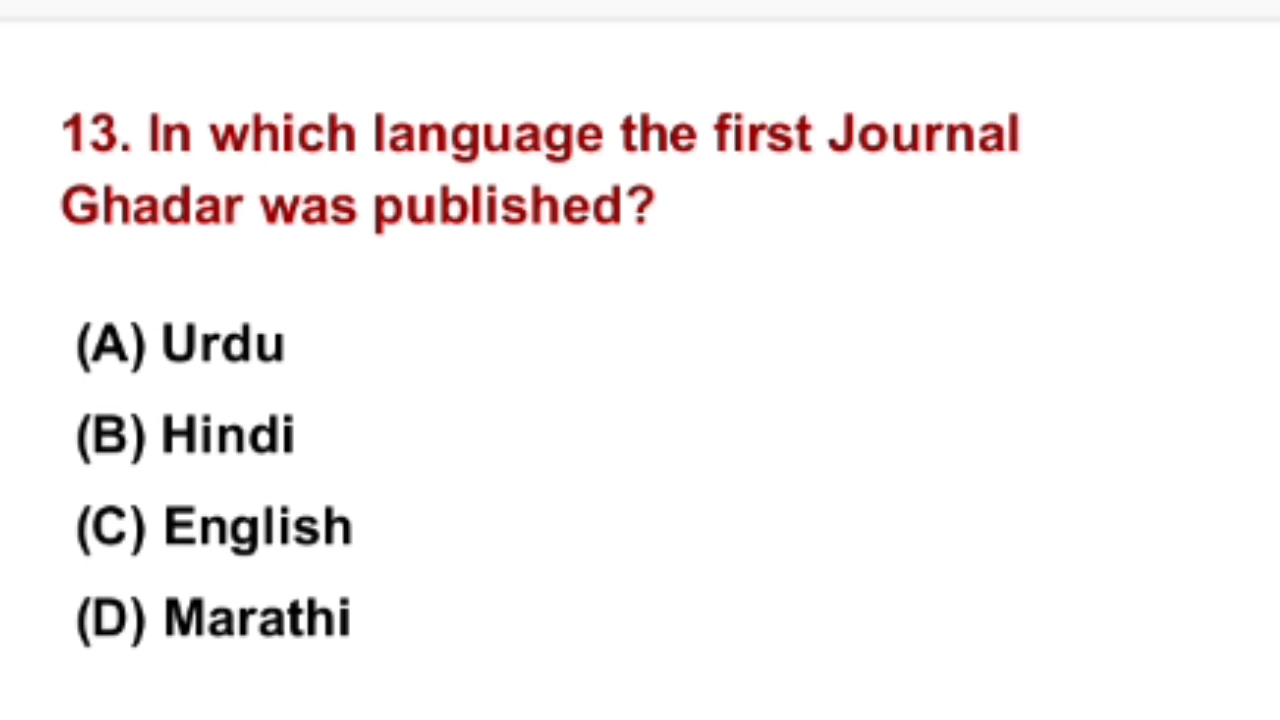 13. In which language the first Journal
Ghadar was published?
(A) Urdu
(B) Hindi
(C) English
(D) Marathi